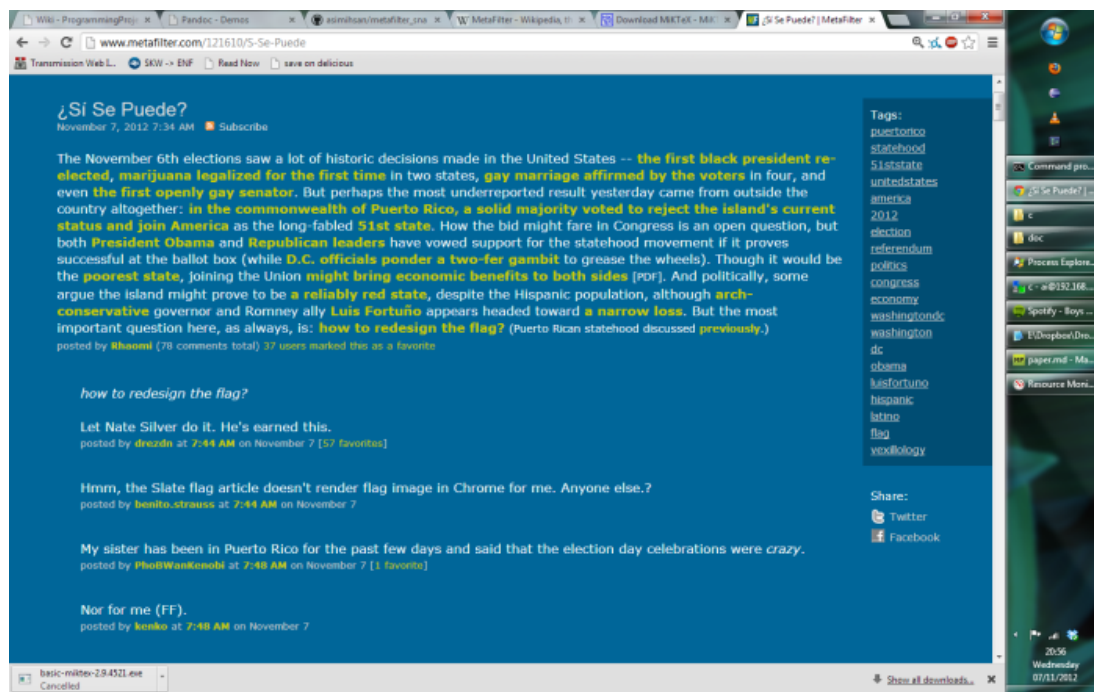 Wiki - ProgrammingProj
Pandoc - Demos
asimihsan/metafilter_sna
MetaFilter - Wikipedia, th
Download MiKTeX - MiK
¿Sí Se Puede? | MetaFilter
www.metafilter.com/121610/S-Se-Puede
Transmission Web I...
SKW -> ENF
Read Now
save on delicious
¿Sí Se Puede?
November 7, 2012 7:34 AM Subscribe
The November 6th elections saw a lot of historic decisions made in the United States -- the first black president re-
elected, marijuana legalized for the first time in two states, gay marriage affirmed by the voters in four, and
even the first openly gay senator. But perhaps the most underreported result yesterday came from outside the
country altogether: in the commonwealth of Puerto Rico, a solid majority voted to reject the island's current
status and join America as the long-fabled 51st state. How the bid might fare in Congress is an open question, but
both President Obama and Republican leaders have vowed support for the statehood movement if it proves
successful at the ballot box (while D.C. officials ponder a two-fer gambit to grease the wheels). Though it would be
the poorest state, joining the Union might bring economic benefits to both sides [PDF]. And politically, some
argue the island might prove to be a reliably red state, despite the Hispanic population, although arch-
conservative governor and Romney ally Luis Fortuño appears headed toward a narrow loss. But the most
important question here, as always, is: how to redesign the flag? (Puerto Rican statehood discussed previously.)
posted by Rhaomi (78 comments total) 37 users marked this as a favorite
how to redesign the flag?
Let Nate Silver do it. He's earned this.
posted by drezdn at 7:44 AM on November 7 [57 favorites]
Hmm, the Slate flag article doesn't render flag image in Chrome for me. Anyone else.?
posted by benito.strauss at 7:44 AM on November 7
My sister has been in Puerto Rico for the past few days and said that the election day celebrations were crazy.
posted by PhoBWanKenobi at 7:48 AM on November 7 [1 favorite]
Nor for me (FF).
posted by kenko at 7:48 AM on November 7
Tags:
puertorico
statehood
51ststate
unitedstates
america
2012
election
referendum
politics
congress
economy
washingtondc
washington
dc
obama
luisfortuno
hispanic
latino
flag
vexillology
Share:
Twitter
Facebook
Command pro...
¿Sí Se Puede? | ...
c
doc
Process Explore...
c - ai@192.168...
Spotify - Boys ...
E:\Dropbox\Dro...
paper.md - Ma...
Resource Moni...
20:56
Wednesday
07/11/2012
basic-miktex-2.9.4521.exe
Cancelled
Show all downloads...